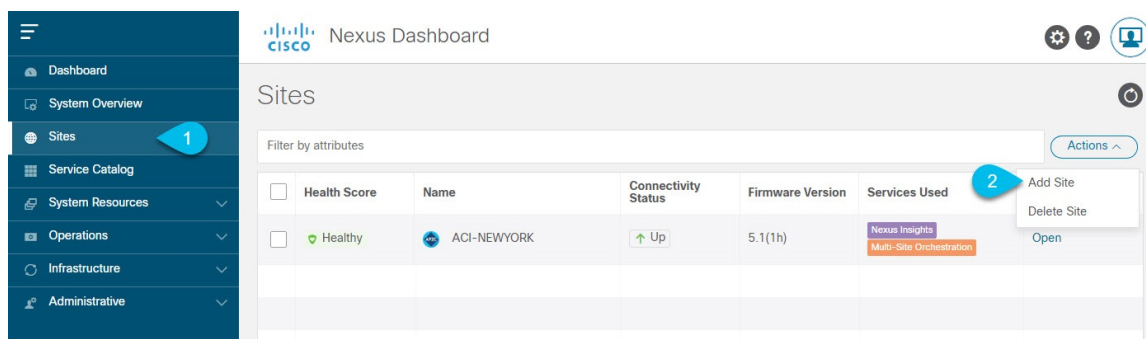 CISCO
Nexus Dashboard
Dashboard
System Overview
Sites
1
Service Catalog
System Resources
Operations
Infrastructure
Administrative
Sites
Filter by attributes
Actions
Health Score
Name
Connectivity
Status
Firmware Version
Services Used
2
Add Site
Delete Site
Healthy
ACI-NEWYORK
Up
5.1(1h)
Nexus Insights
Multi-Site Orchestration
Open
?